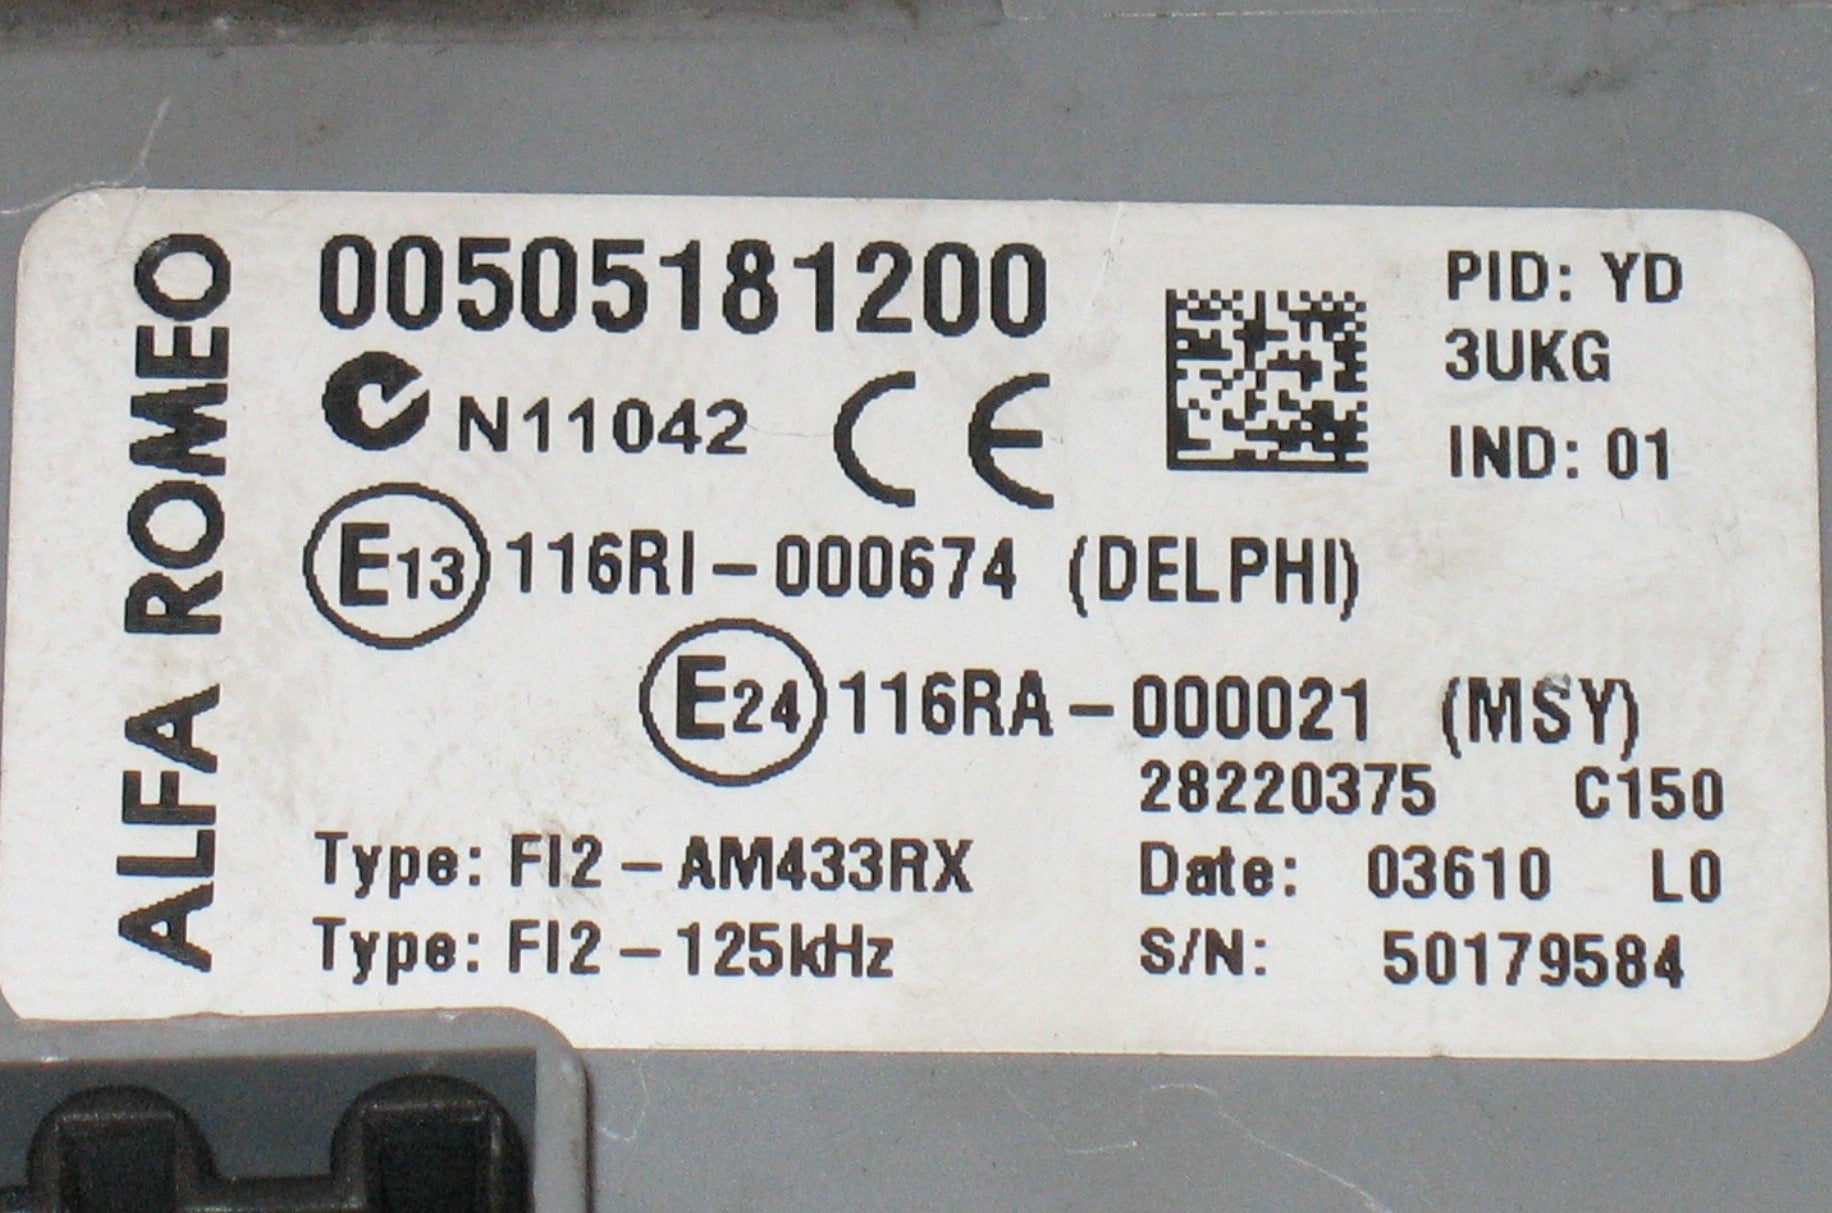 ALFA ROMEO
00505181200
PID: YD
3UKG
N11042 CE
IND: 01
E13 116RI-000674 (DELPHI)
E24 116RA-000021 (MSY)
28220375 C150
Type: FI2-AM433RX
Date: 03610 L0
Type: FI2-125kHz
S/N: 50179584